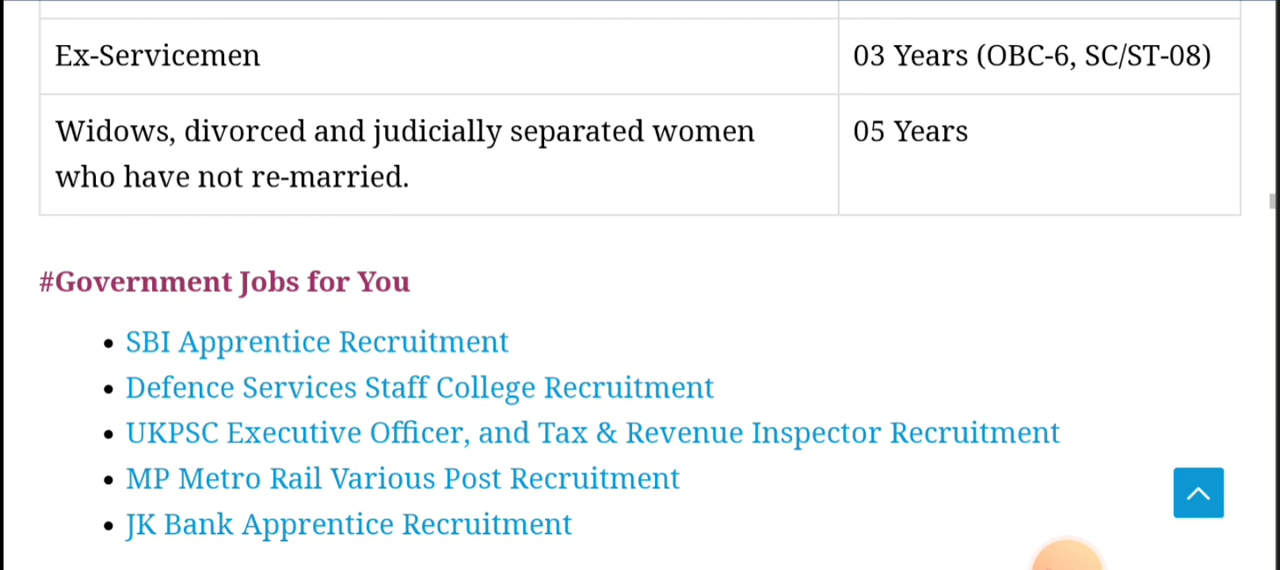 Ex-Servicemen 03 Years (OBC-6, SC/ST-08)
Widows, divorced and judicially separated women 05 Years
who have not re-married.
#Government Jobs for You
• SBI Apprentice Recruitment
• Defence Services Staff College Recruitment
• UKPSC Executive Officer, and Tax & Revenue Inspector Recruitment
• MP Metro Rail Various Post Recruitment
• JK Bank Apprentice Recruitment